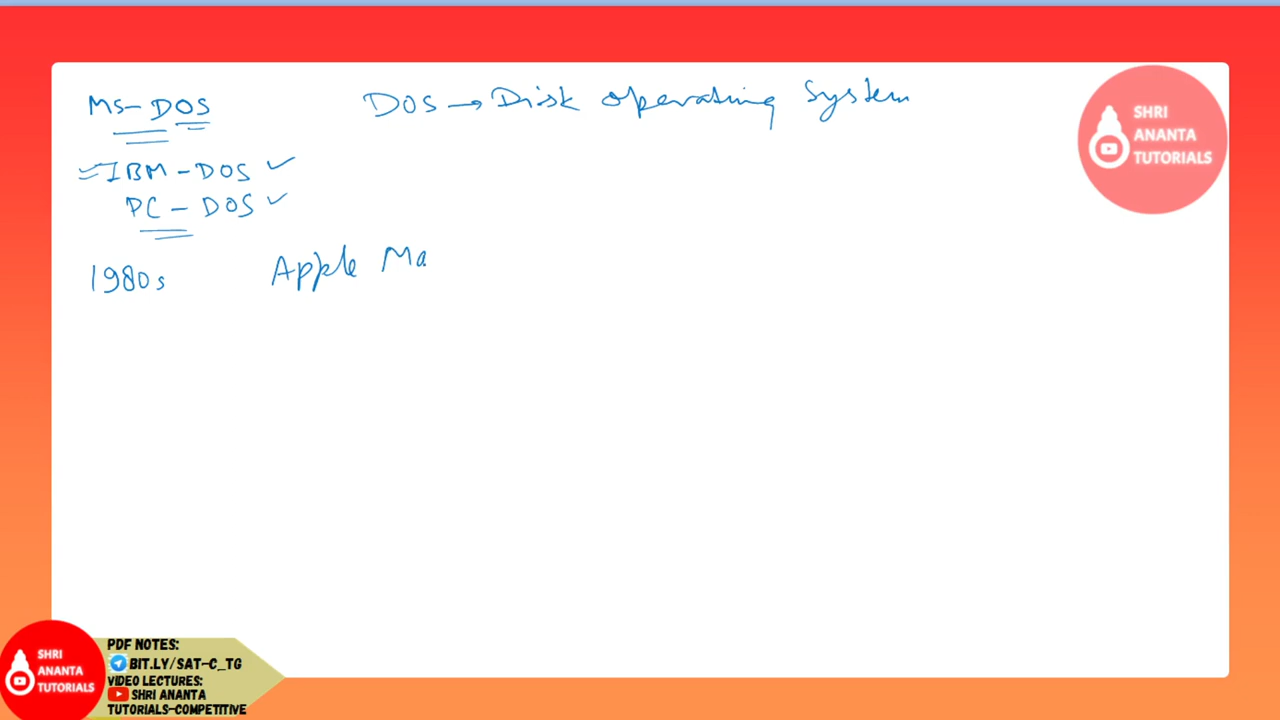 MS-DOS DOS → Disk operating System
IBM-DOS ✓
PC-DOS ✓
1980s Apple Ma
SHRI
ANANTA
TUTORIALS
SHRI
ANANTA
TUTORIALS
PDF NOTES:
BIT.LY/SAT-C_TG
VIDEO LECTURES:
SHRI ANANTA
TUTORIALS-COMPETITIVE